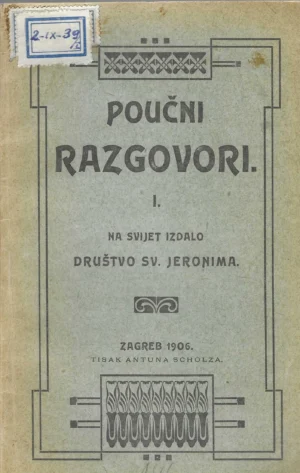 2-IX-39
POUČNI
RAZGOVORI.
I.
NA SVIJET IZDALO
DRUŠTVO SV. JERONIMA.
ZAGREB 1906.
TISAK ANTUNA SCHOLZA.